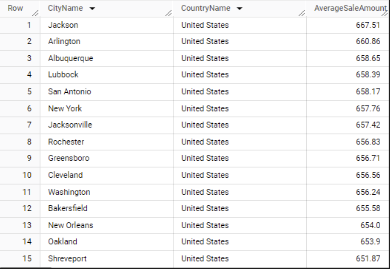 Row CityName CountryName AverageSaleAmount
1 Jackson United States 667.51
2 Arlington United States 660.86
3 Albuquerque United States 658.65
4 Lubbock United States 658.39
5 San Antonio United States 658.17
6 New York United States 657.76
7 Jacksonville United States 657.42
8 Rochester United States 656.83
9 Greensboro United States 656.71
10 Cleveland United States 656.56
11 Washington United States 656.24
12 Bakersfield United States 655.58
13 New Orleans United States 654.0
14 Oakland United States 653.9
15 Shreveport United States 651.87